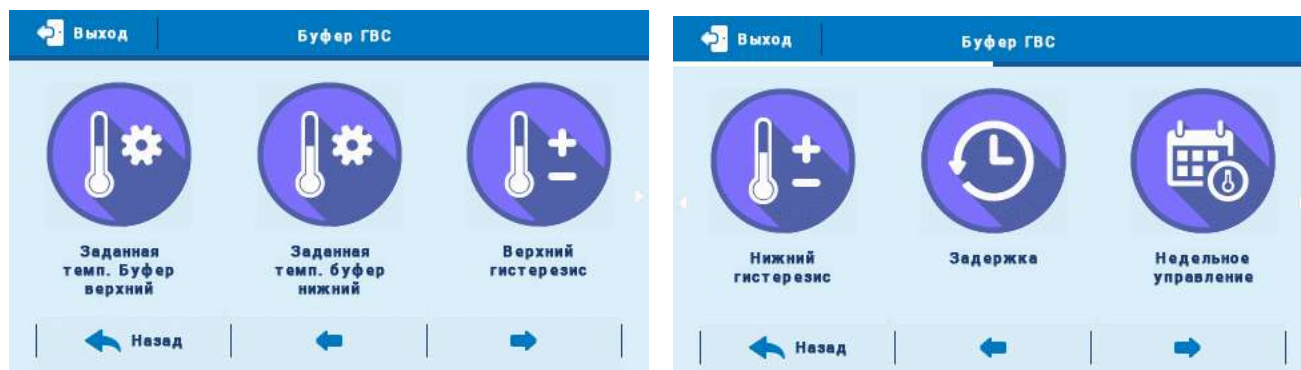 Выход
Буфер ГВС
Заданная
темп. Буфер
верхний
Заданная
темп. буфер
нижний
Верхний
гистерезис
Назад
Выход
Буфер ГВС
Нижний
гистерезис
Задержка
Недельное
управление
Назад